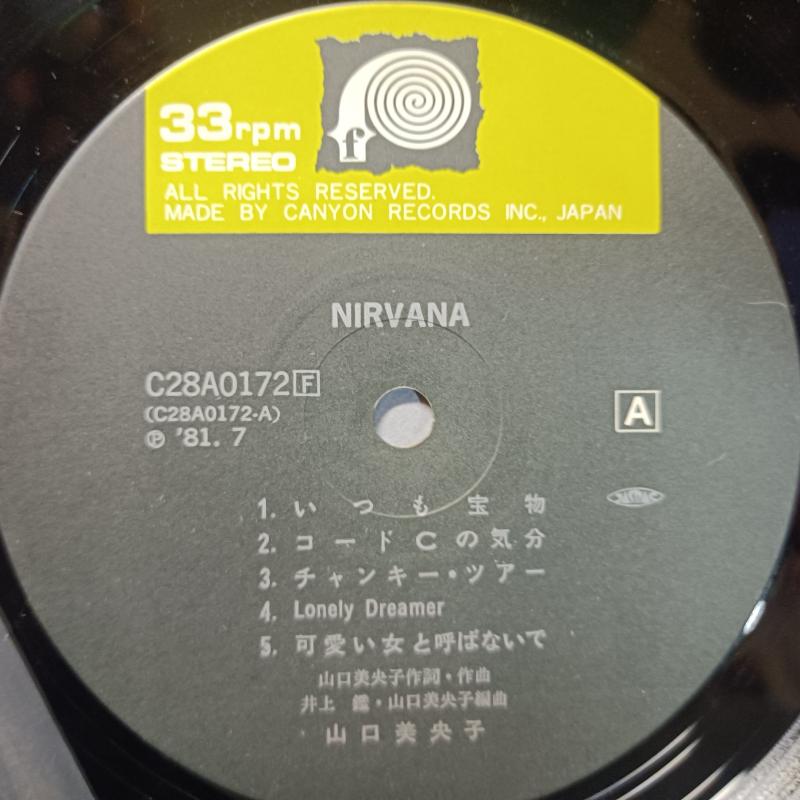 f
33rpm
STEREO
ALL RIGHTS RESERVED.
MADE BY CANYON RECORDS INC., JAPAN
NIRVANA
C28A0172 F
(C28A0172-A)
℗ '81. 7
A
JASRAC
1. いつも宝物
2. コードCの気分
3. チャンキー・ツアー
4. Lonely Dreamer
5. 可愛い女と呼ばないで
山口美央子作詞・作曲
井上 鑑・山口美央子編曲
山口美央子